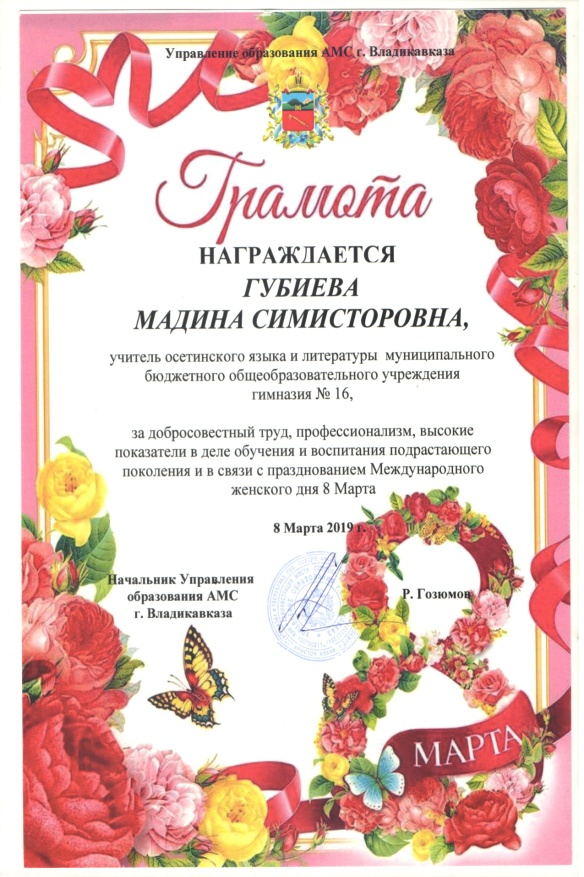 Управление образования АМС г. Владикавказа
Грамота
НАГРАЖДАЕТСЯ
ГУБИЕВА
МАДИНА СИМИСТОРОВНА,
учитель осетинского языка и литературы муниципального
бюджетного общеобразовательного учреждения
гимназия № 16,
за добросовестный труд, профессионализм, высокие
показатели в деле обучения и воспитания подрастающего
поколения и в связи с празднованием Международного
женского дня 8 Марта
8 Марта 2019 г.
Начальник Управления
образования АМС
г. Владикавказа
Р. Гозюмов
8
МАРТА